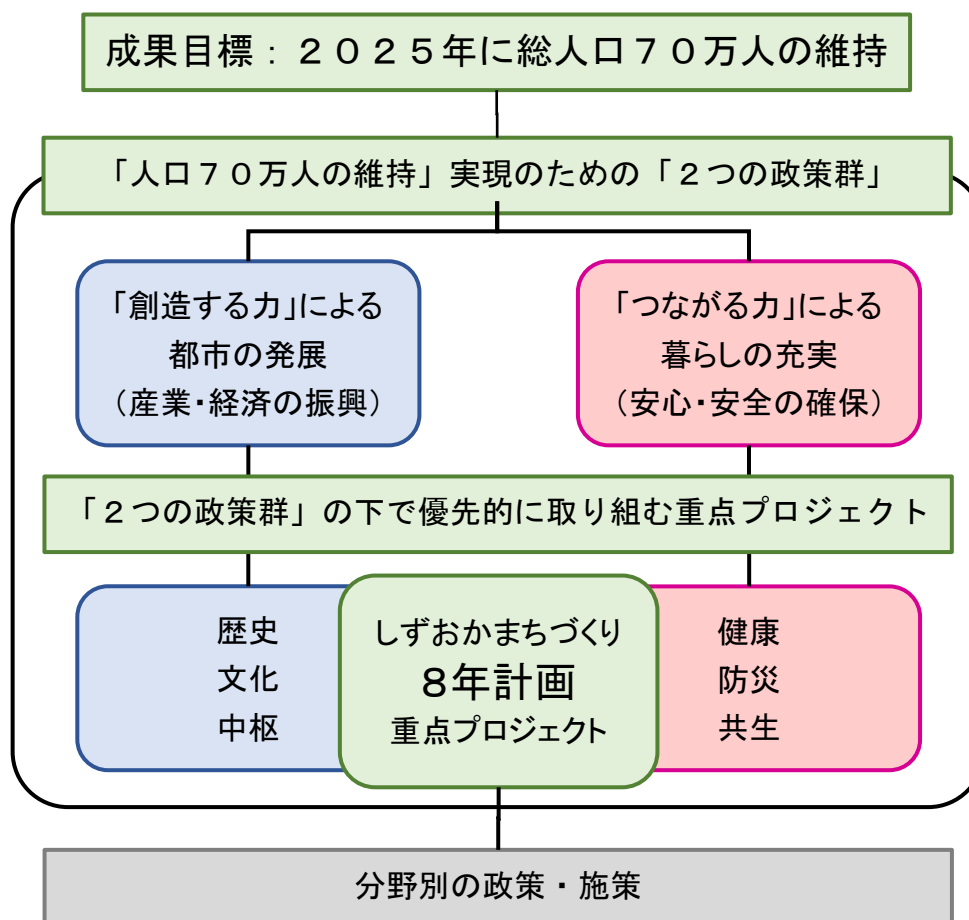 成果目標：２０２５年に総人口７０万人の維持
「人口７０万人の維持」実現のための「２つの政策群」
「創造する力」による
都市の発展
（産業・経済の振興）
「つながる力」による
暮らしの充実
（安心・安全の確保）
「２つの政策群」の下で優先的に取り組む重点プロジェクト
歴史
文化
中枢
しずおかまちづくり
８年計画
重点プロジェクト
健康
防災
共生
分野別の政策・施策